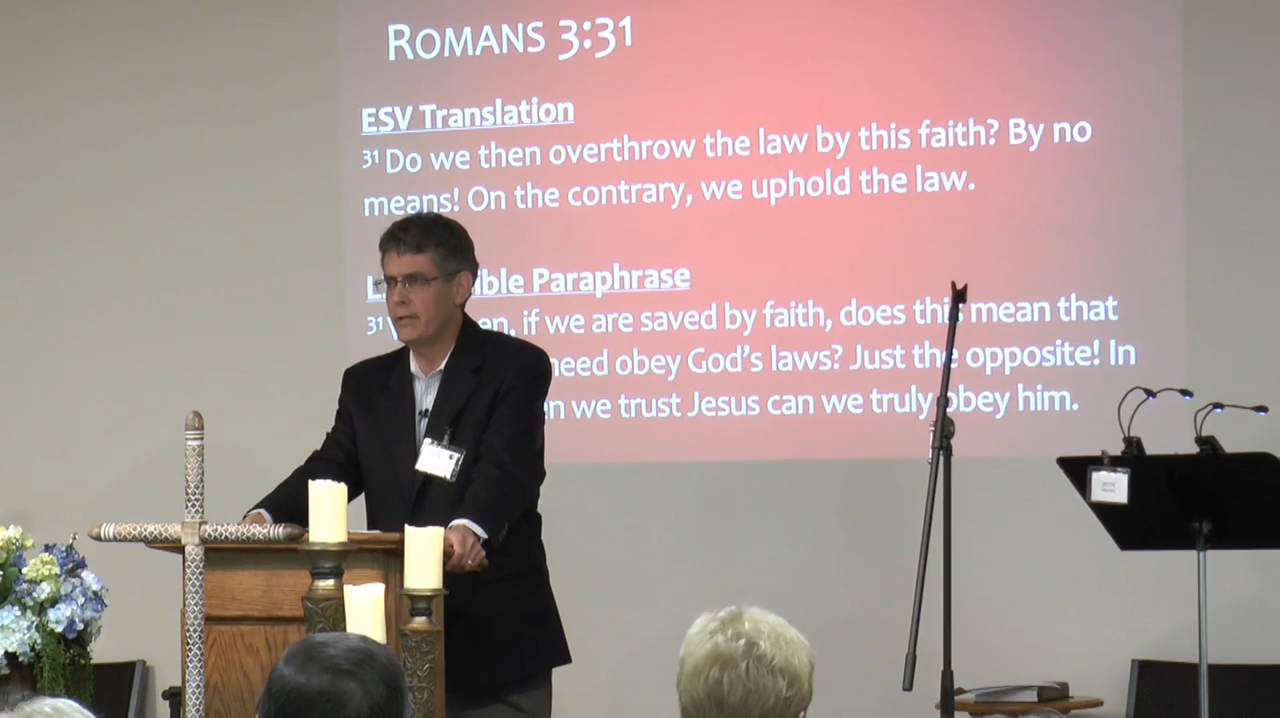 ROMANS 3:31
ESV Translation
31 Do we then overthrow the law by this faith? By no
means! On the contrary, we uphold the law.
ible Paraphrase
31 en, if we are saved by faith, does this mean that
need obey God's laws? Just the opposite! In
en we trust Jesus can we truly obey him.